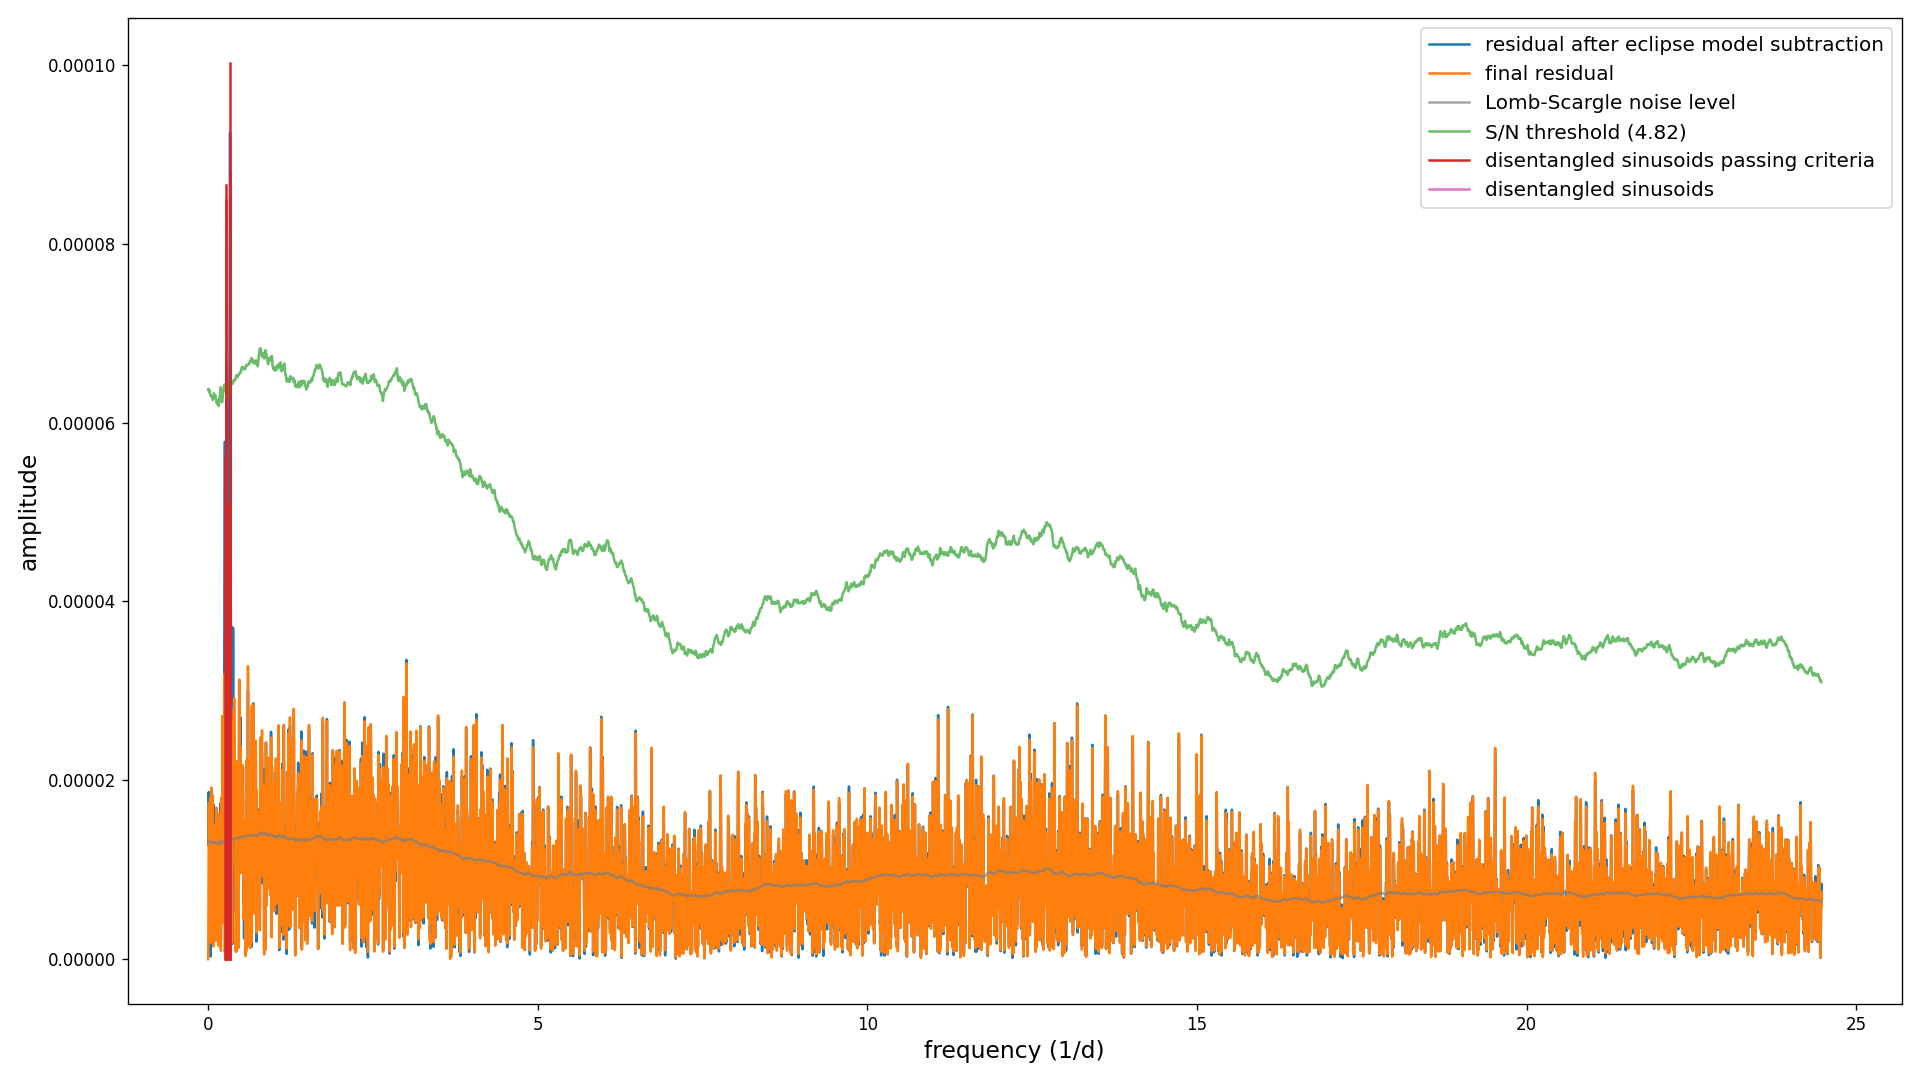 residual after eclipse model subtraction
final residual
Lomb-Scargle noise level
S/N threshold (4.82)
disentangled sinusoids passing criteria
disentangled sinusoids
0.00010
0.00008
0.00006
0.00004
0.00002
0.00000
amplitude
0 5 10 15 20 25
frequency (1/d)